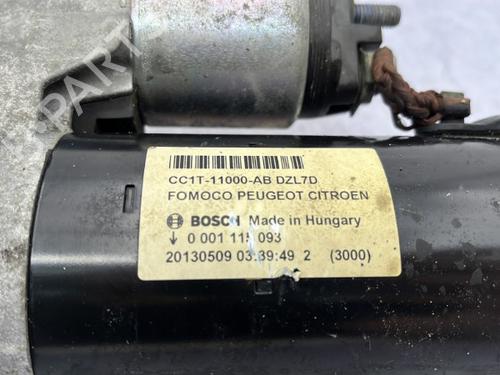 CC1T-11000-AB DZL7D
FOMOCO PEUGEOT CITROEN
BOSCH Made in Hungary
↓ 0 001 11 093
20130509 03:39:49 2 (3000)